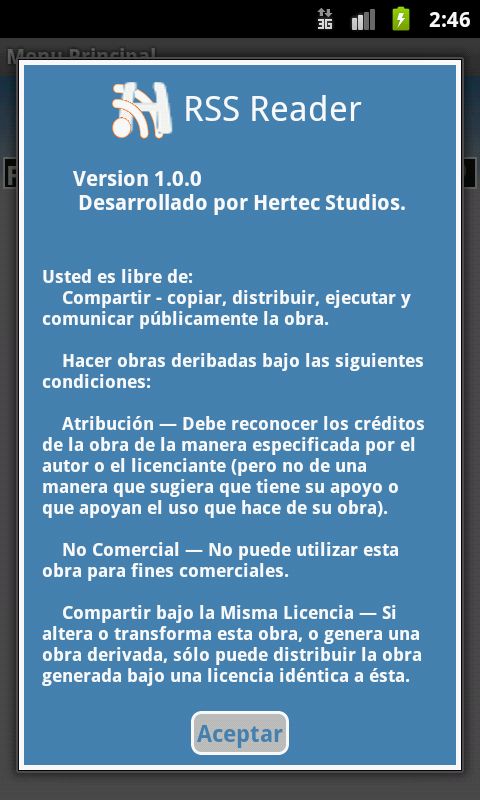 3G
2:46
Menu Principal
RSS Reader
Version 1.0.0
Desarrollado por Hertec Studios.
Usted es libre de:
Compartir - copiar, distribuir, ejecutar y
comunicar públicamente la obra.
Hacer obras deribadas bajo las siguientes
condiciones:
Atribución — Debe reconocer los créditos
de la obra de la manera especificada por el
autor o el licenciante (pero no de una
manera que sugiera que tiene su apoyo o
que apoyan el uso que hace de su obra).
No Comercial — No puede utilizar esta
obra para fines comerciales.
Compartir bajo la Misma Licencia — Si
altera o transforma esta obra, o genera una
obra derivada, sólo puede distribuir la obra
generada bajo una licencia idéntica a ésta.
Aceptar